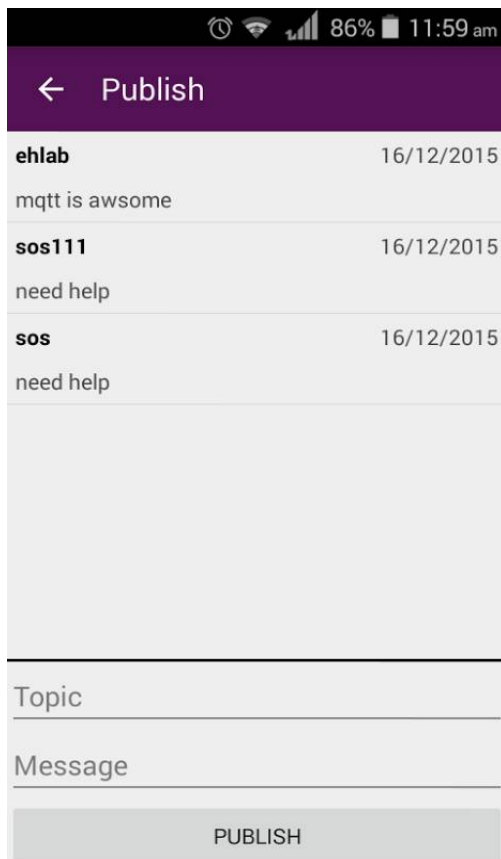 86% 11:59 am
Publish
ehlab 16/12/2015
mqtt is awsome
sos111 16/12/2015
need help
sos 16/12/2015
need help
Topic
Message
PUBLISH